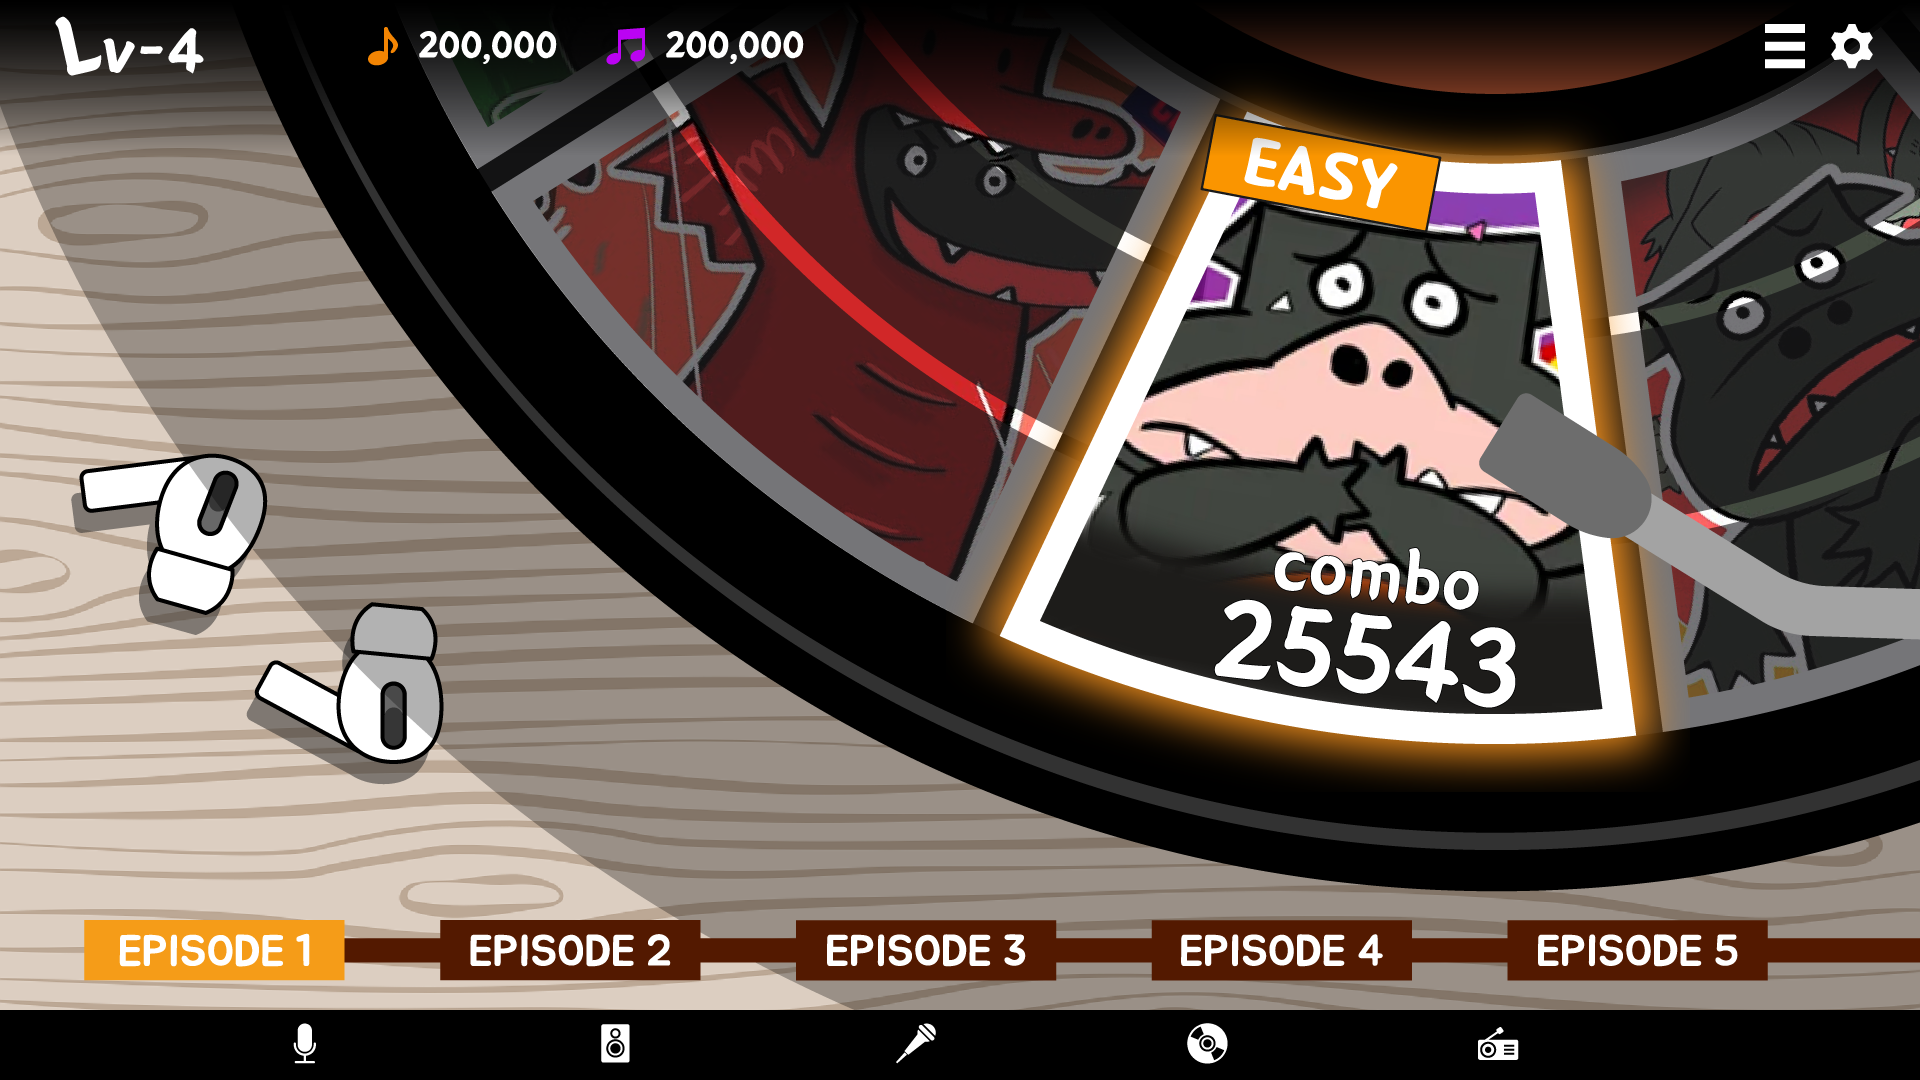 Lv-4
200,000
200,000
EASY
combo
25543
EPISODE 1
EPISODE 2
EPISODE 3
EPISODE 4
EPISODE 5